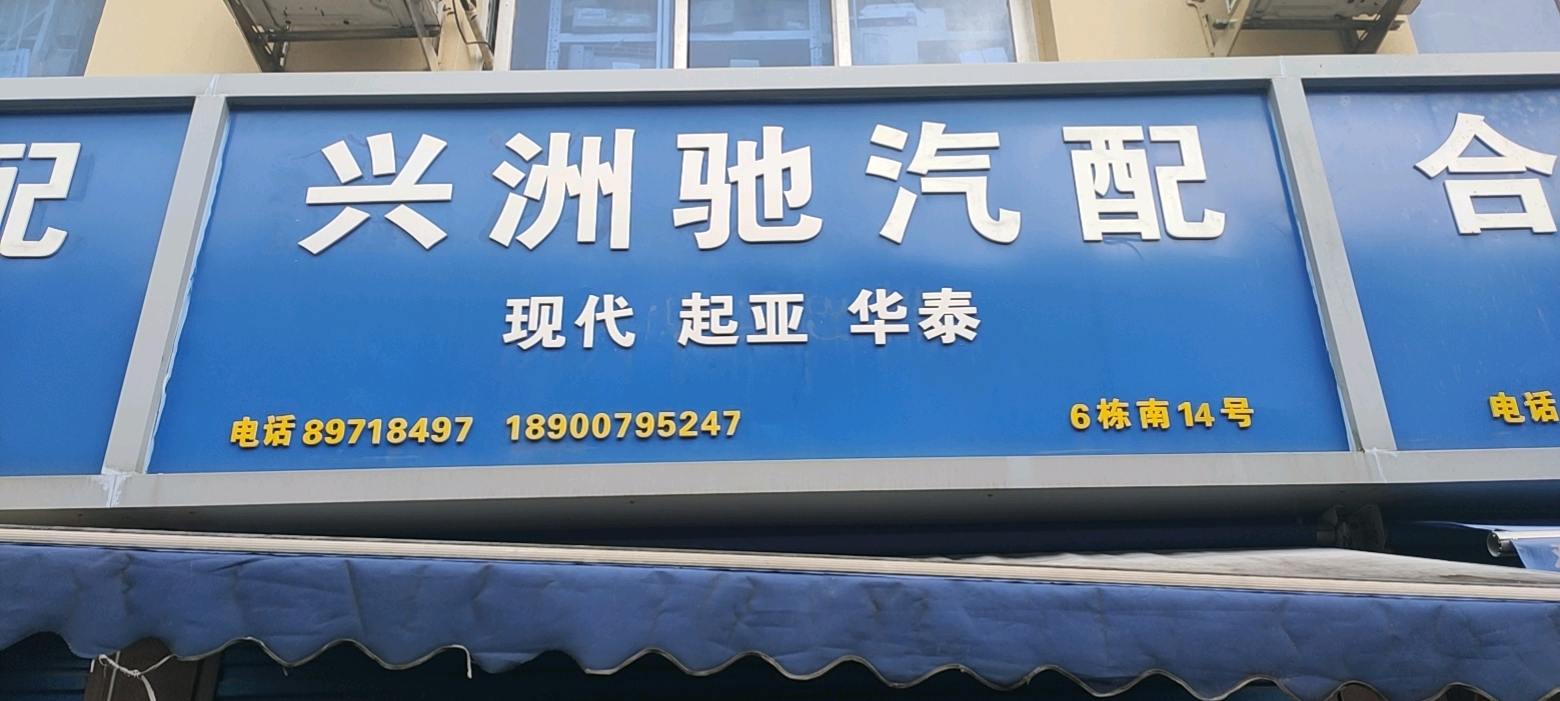 配
兴洲驰汽配
合
现代 起亚 华泰
电话 89718497 18900795247
6栋南14号
电话